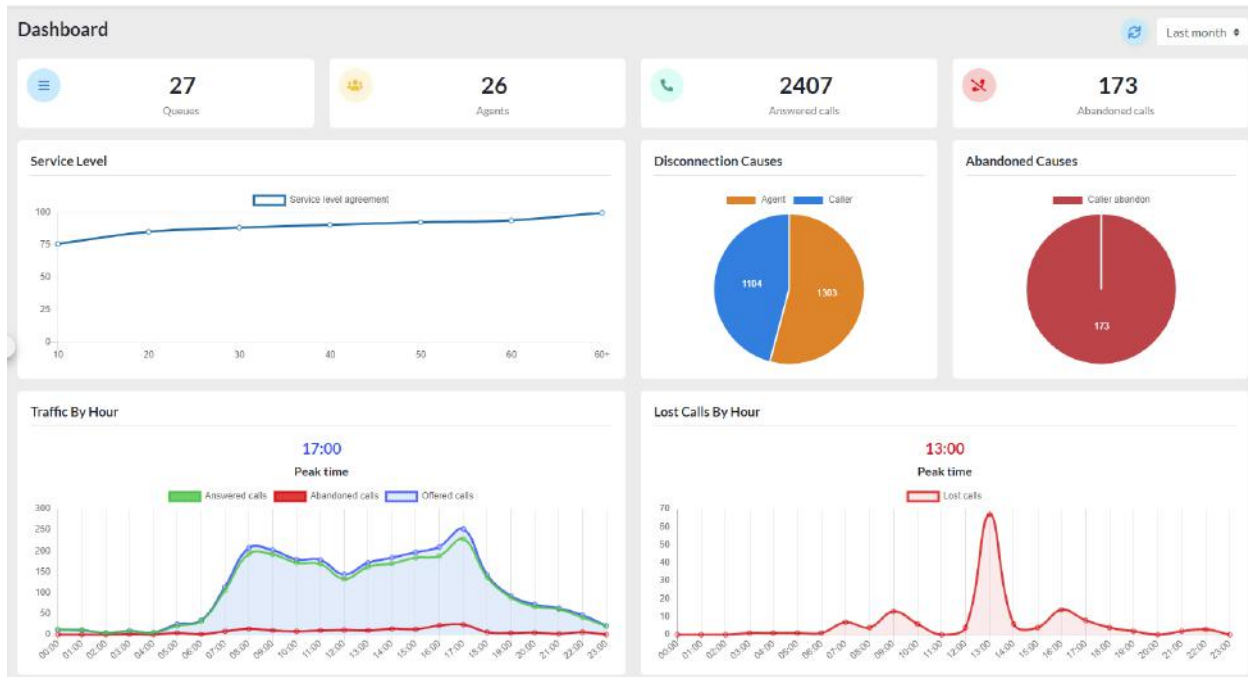 Dashboard
Last month
27
Queues
26
Agents
2407
Answered calls
173
Abandoned calls
Service Level
Service level agreement
100
75
50
25
0
10 20 30 40 50 60 60+
Disconnection Causes
Agent Caller
1104
1303
Abandoned Causes
Caller abandon
173
Traffic By Hour
17:00
Peak time
Answered calls Abandoned calls Offered calls
300
250
200
150
100
50
0
00:00 01:00 02:00 03:00 04:00 05:00 06:00 07:00 08:00 09:00 10:00 11:00 12:00 13:00 14:00 15:00 16:00 17:00 18:00 19:00 20:00 21:00 22:00 23:00
Lost Calls By Hour
13:00
Peak time
Lost calls
70
60
50
40
30
20
10
0
00:00 01:00 02:00 03:00 04:00 05:00 06:00 07:00 08:00 09:00 10:00 11:00 12:00 13:00 14:00 15:00 16:00 17:00 18:00 19:00 20:00 21:00 22:00 23:00